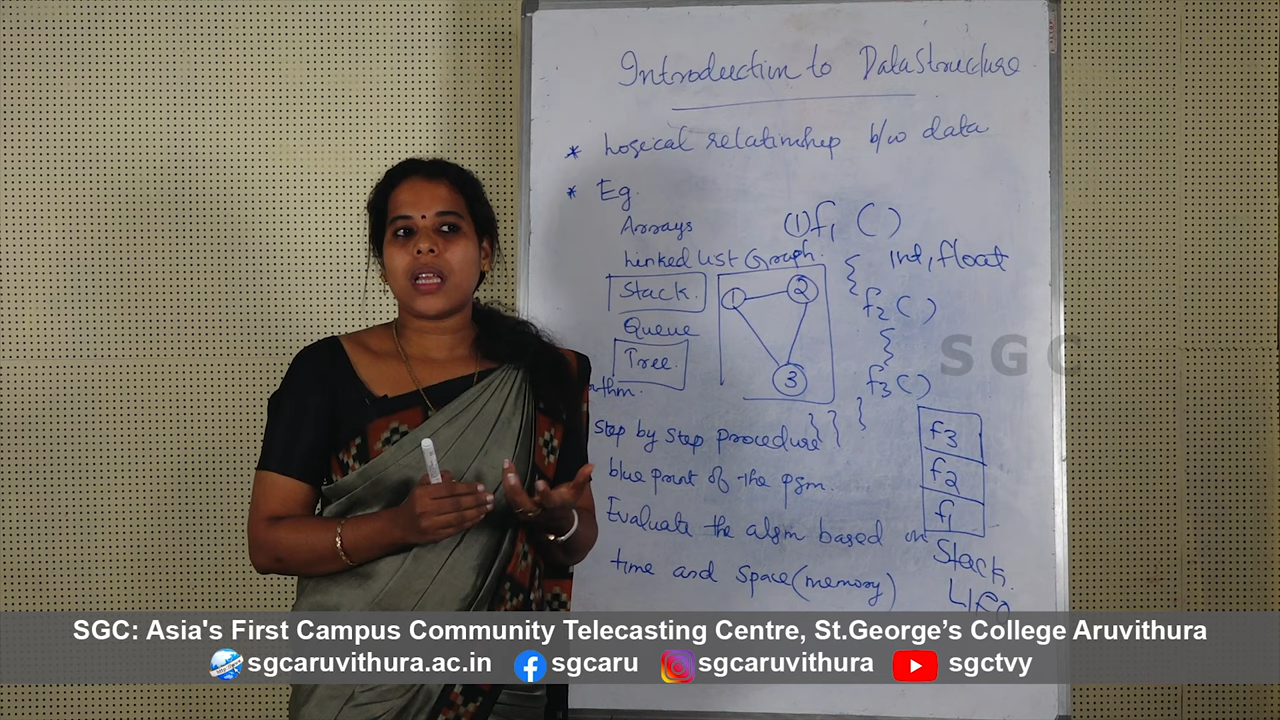 Introduction to Data Structure
* Logical relationship b/w data
* Eg.
Arrays
Linked List Graph.
Stack.
Queue
Tree.
1 2
3
(1) f1 ( )
{ int, float
f2 ( )
{
f3 ( )
} } }
Step by step procedure
blue print of the pgm.
Evaluate the algm based on
time and space (memory)
f3
f2
f1
Stack.
LIFO
SGC
SGC: Asia's First Campus Community Telecasting Centre, St.George’s College Aruvithura
sgcaruvithura.ac.in sgcaru sgcaruvithura sgctvy